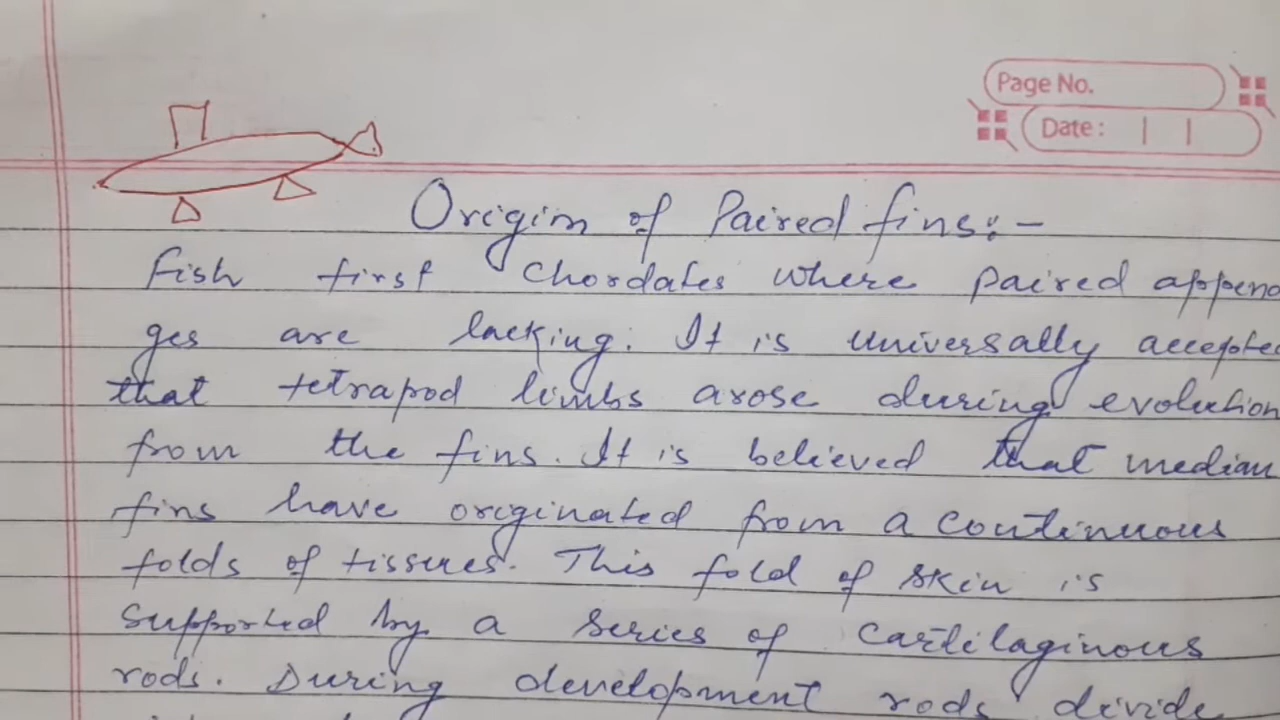 Page No.
Date :
Origin of Paired fins:-
Fish first chordates where paired appenda
ges are lacking. It is universally accepted
that tetrapod limbs arose during evolution
from the fins. It is believed that median
fins have originated from a continuous
folds of tissues. This fold of skin is
supported by a series of cartilaginous
rods. During development rods divide